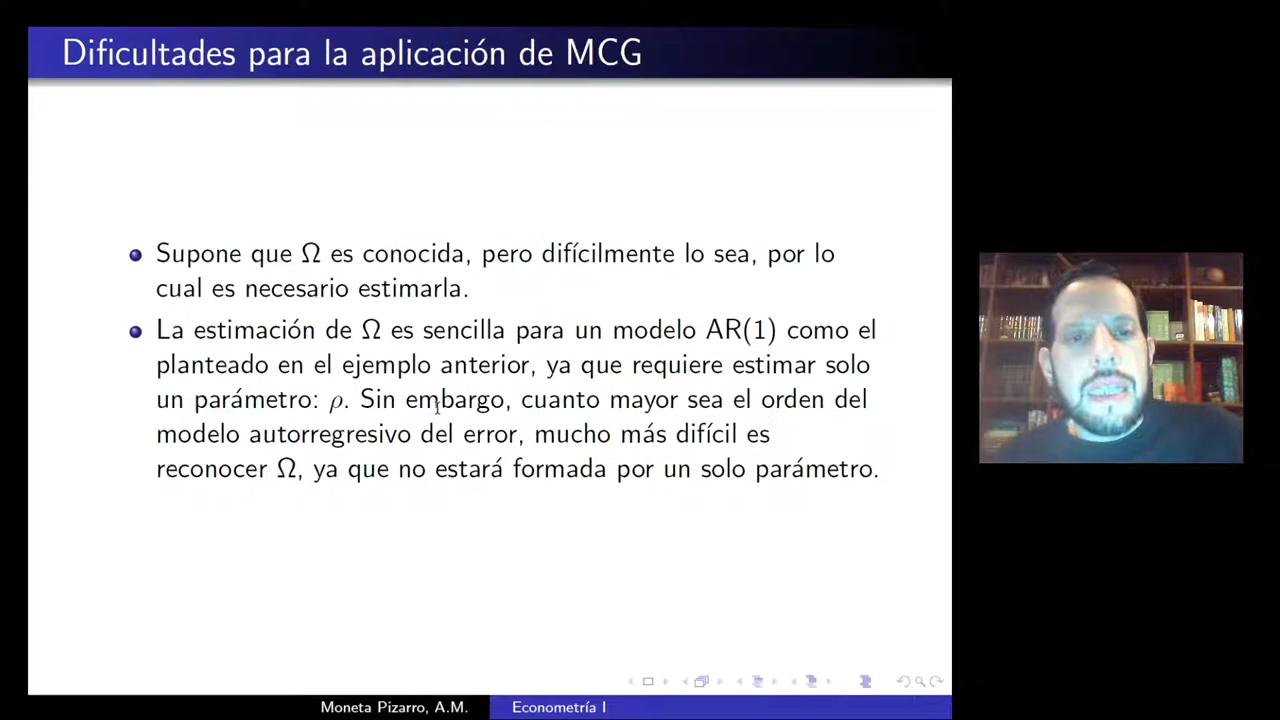 Dificultades para la aplicación de MCG
Supone que Ω es conocida, pero difícilmente lo sea, por lo
cual es necesario estimarla.
La estimación de Ω es sencilla para un modelo AR(1) como el
planteado en el ejemplo anterior, ya que requiere estimar solo
un parámetro: ρ. Sin embargo, cuanto mayor sea el orden del
modelo autorregresivo del error, mucho más difícil es
reconocer Ω, ya que no estará formada por un solo parámetro.
Moneta Pizarro, A.M.
Econometría I